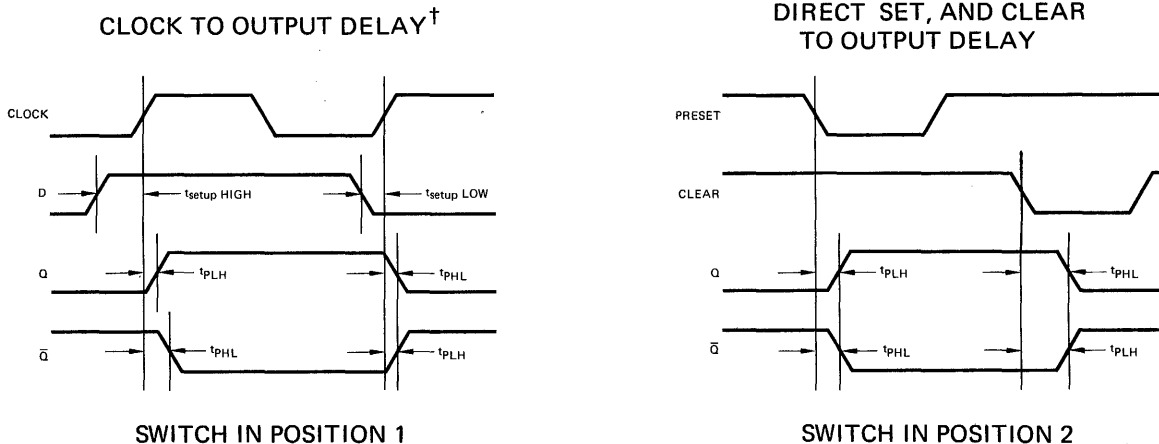 CLOCK TO OUTPUT DELAY†
CLOCK
D
tsetup HIGH
tsetup LOW
Q
tPLH
tPHL
Q̅
tPHL
tPLH
SWITCH IN POSITION 1
DIRECT SET, AND CLEAR
TO OUTPUT DELAY
PRESET
CLEAR
Q
tPLH
tPHL
Q̅
tPHL
tPLH
SWITCH IN POSITION 2